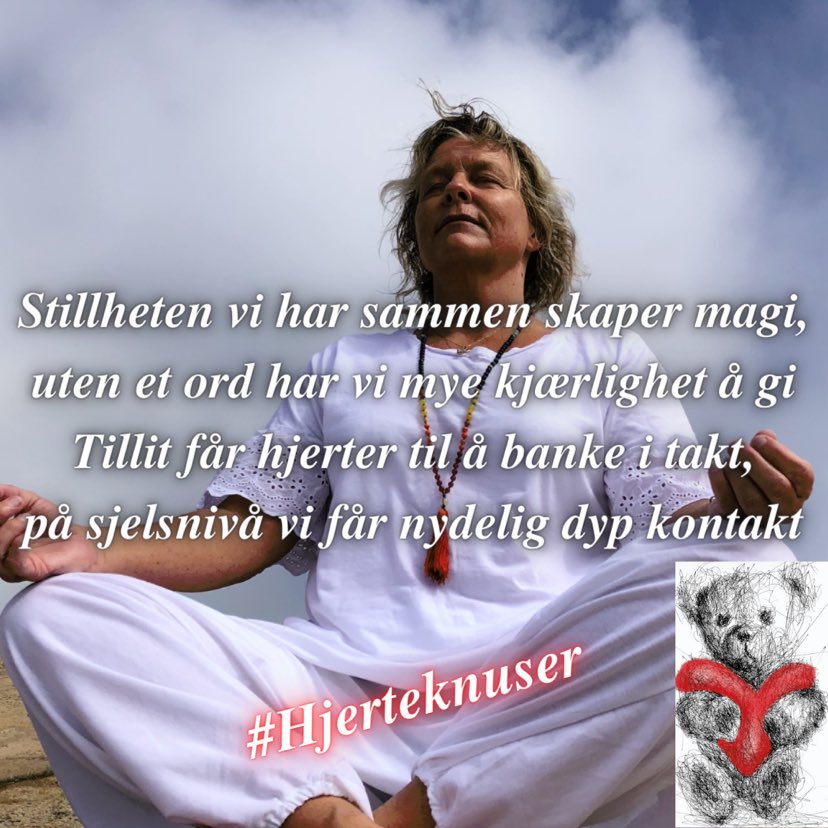 Stillheten vi har sammen skaper magi,
uten et ord har vi mye kjærlighet å gi
Tillit får hjerter til å banke i takt,
på sjelsnivå vi får nydelig dyp kontakt
#Hjerteknuser